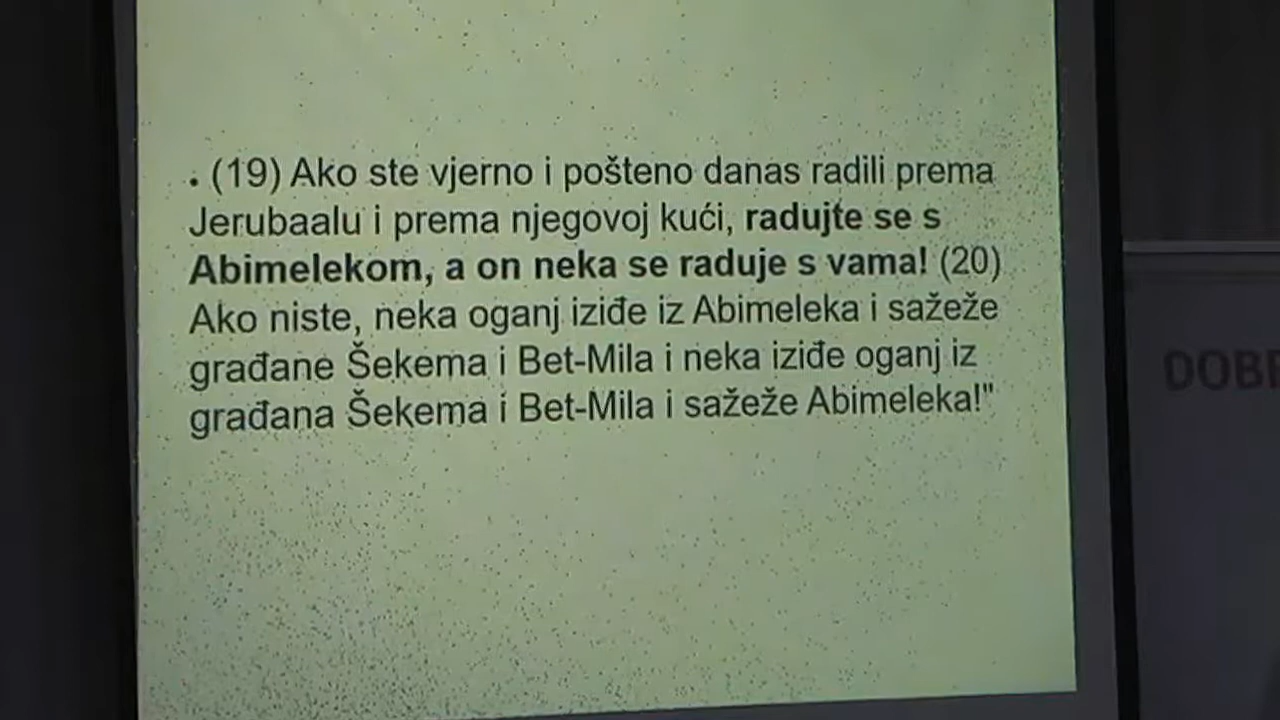 . (19) Ako ste vjerno i pošteno danas radili prema
Jerubaalu i prema njegovoj kući, radujte se s
Abimelekom, a on neka se raduje s vama! (20)
Ako niste, neka oganj iziđe iz Abimeleka i sažeže
građane Šekema i Bet-Mila i neka iziđe oganj iz
građana Šekema i Bet-Mila i sažeže Abimeleka!"